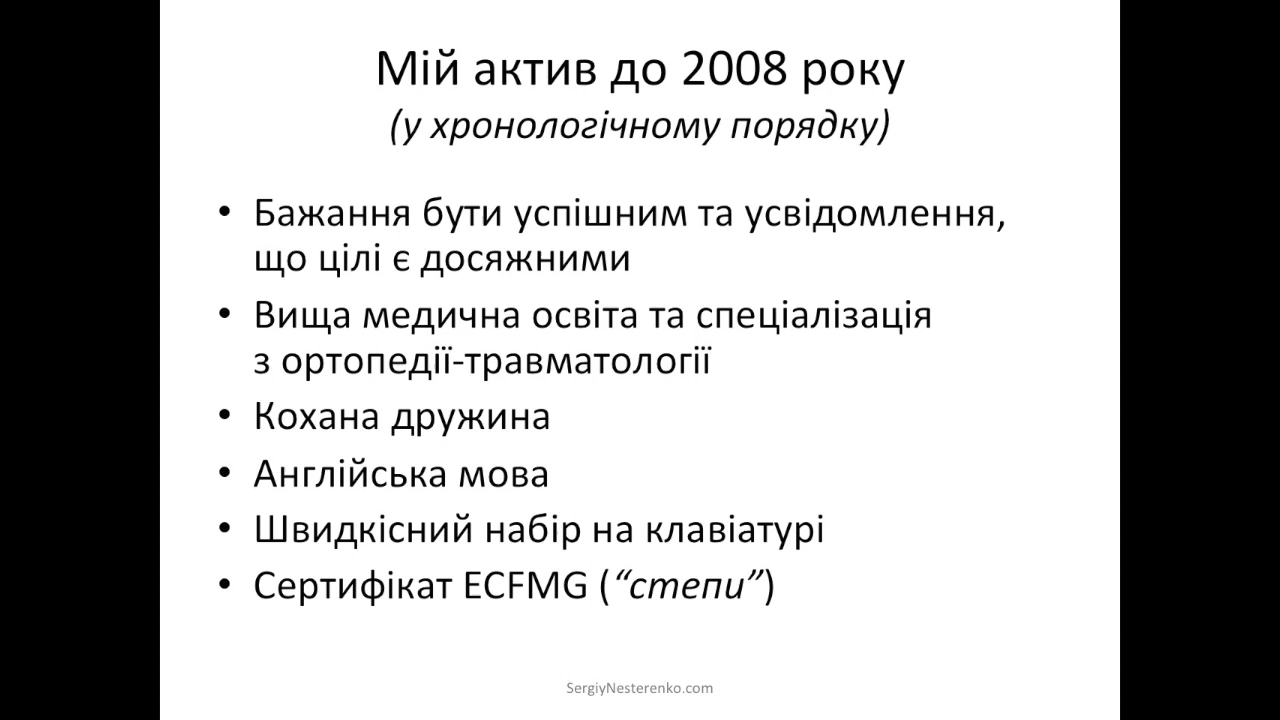 Мій актив до 2008 року
(у хронологічному порядку)
• Бажання бути успішним та усвідомлення,
що цілі є досяжними
• Вища медична освіта та спеціалізація
з ортопедії-травматології
• Кохана дружина
• Англійська мова
• Швидкісний набір на клавіатурі
• Сертифікат ECFMG (“степи”)
SergiyNesterenko.com